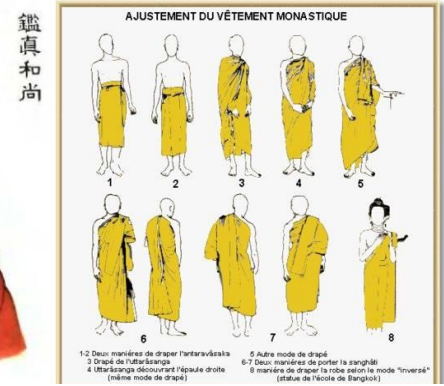 鑑真和尚
AJUSTEMENT DU VÊTEMENT MONASTIQUE
1 2 3 4 5
6 7 8
1-2 Deux maniéres de draper l'antaravâsaka
3 Drapé de l'uttarâsanga
4 Uttarâsanga découvrant l'épaule droite
(même mode de drapé)
5 Autre mode de drapé
6-7 Deux maniéres de porter la sanghâti
8 maniére de draper la robe selon le mode "inversé"
(statue de l'école de Bangkok)